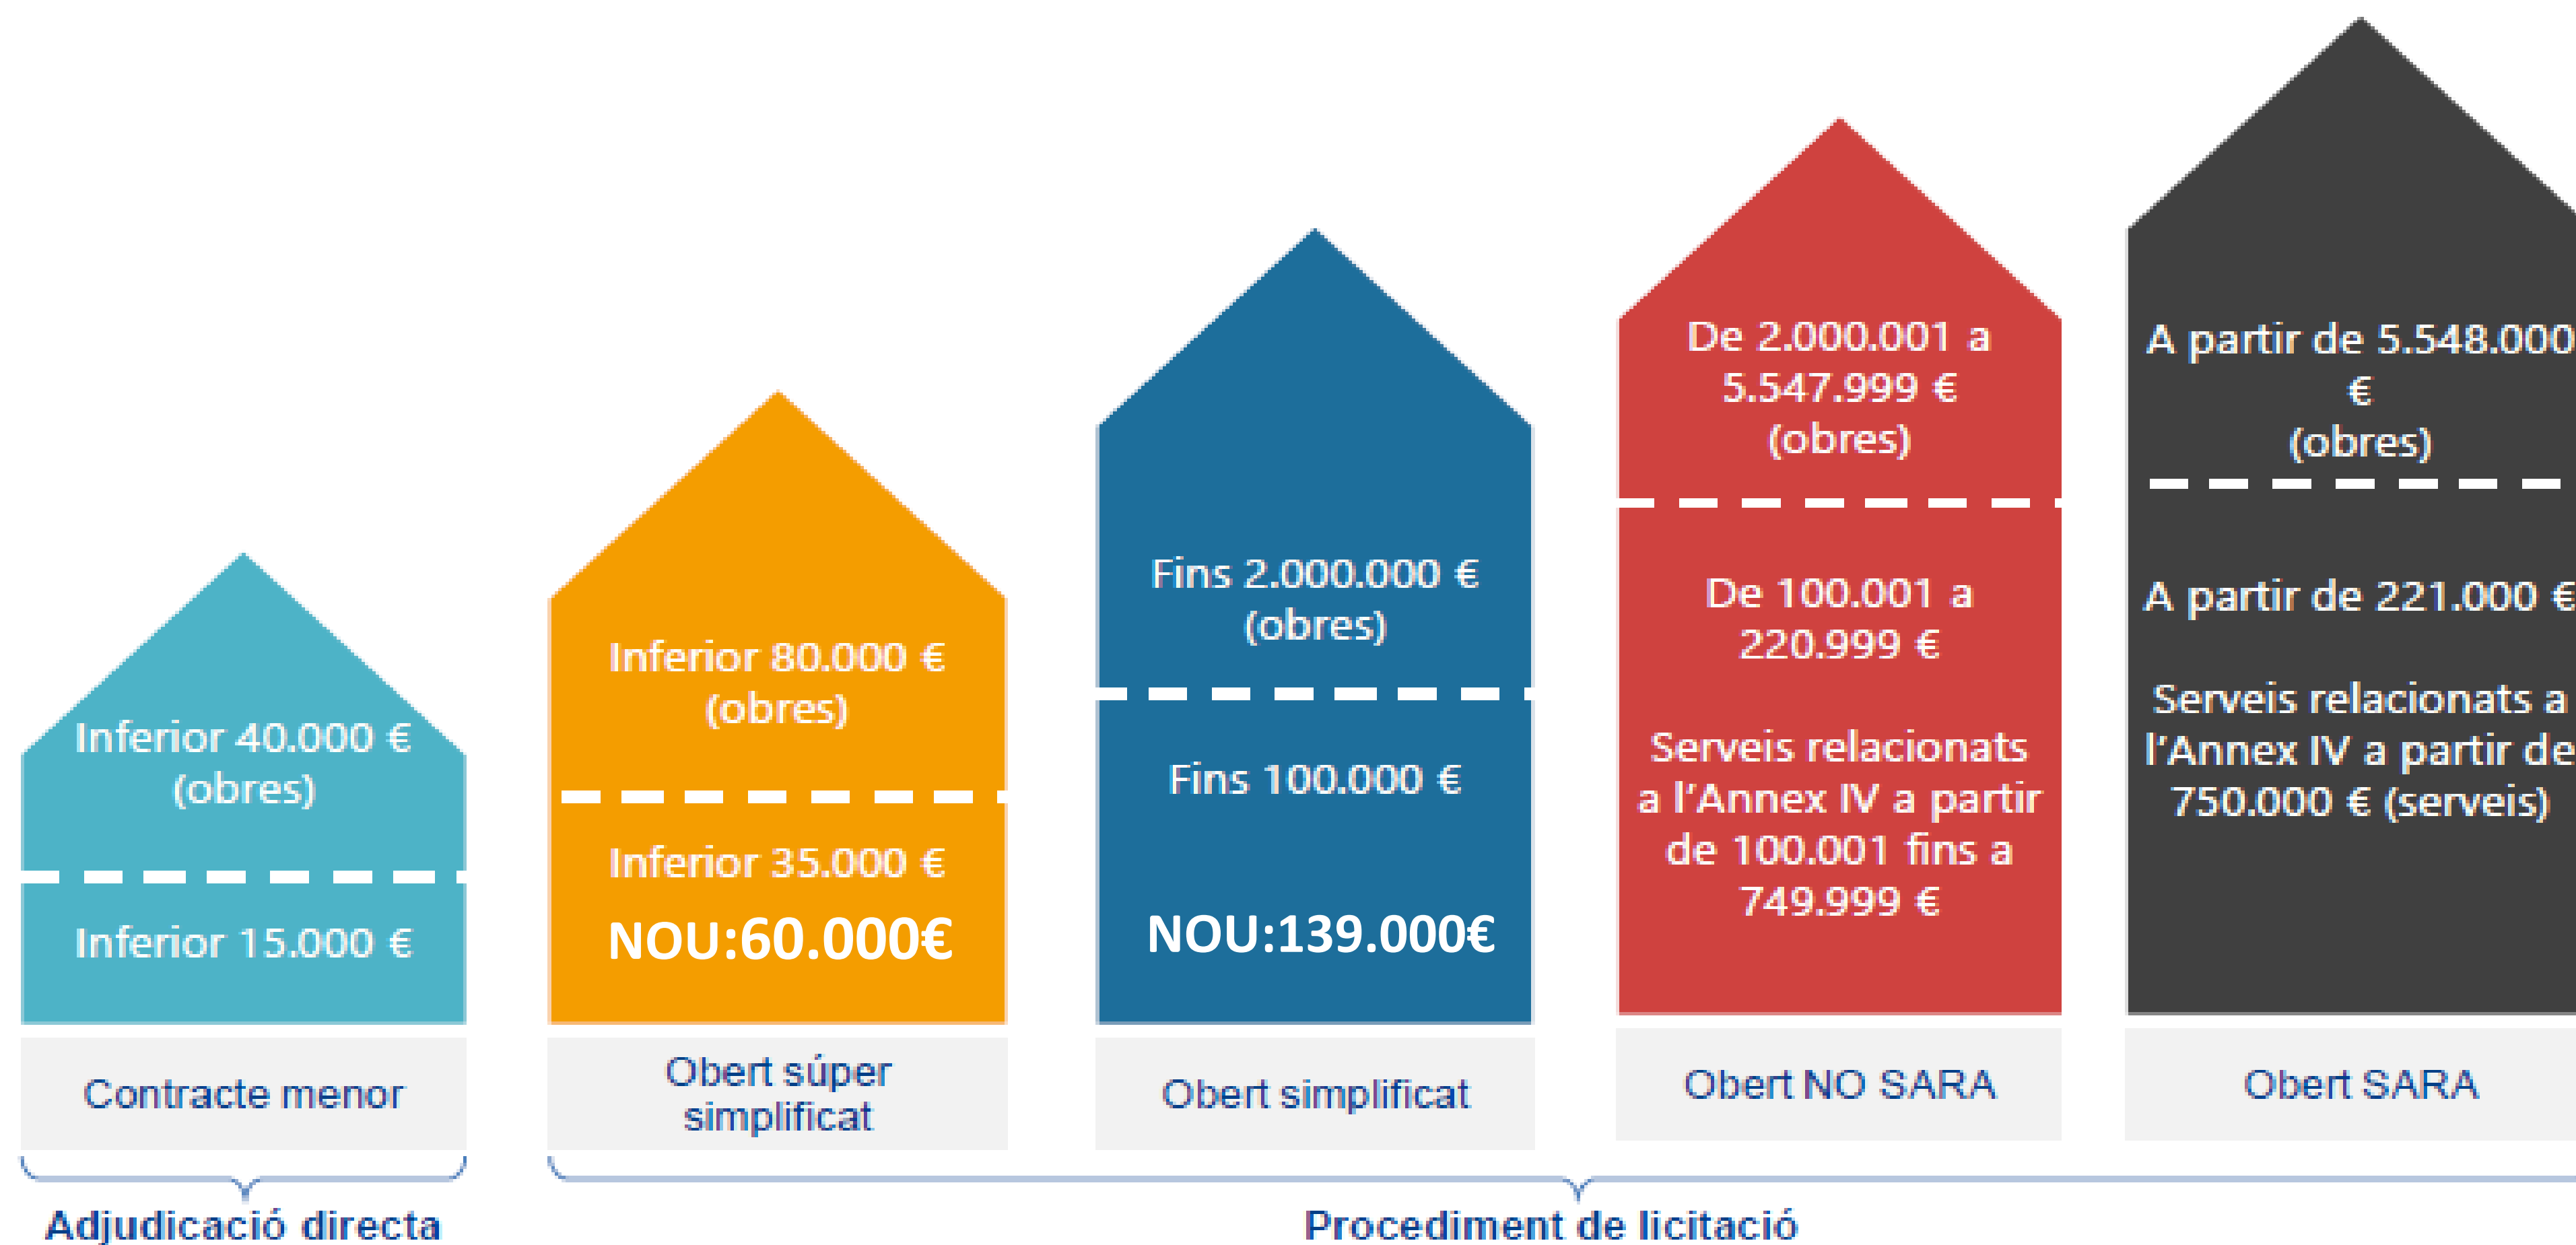 Inferior 40.000 €
(obres)
Inferior 15.000 €
Contracte menor
Adjudicació directa
Inferior 80.000 €
(obres)
Inferior 35.000 €
NOU:60.000€
Obert súper
simplificat
Fins 2.000.000 €
(obres)
Fins 100.000 €
NOU:139.000€
Obert simplificat
De 2.000.001 a
5.547.999 €
(obres)
De 100.001 a
220.999 €
Serveis relacionats
a l'Annex IV a partir
de 100.001 fins a
749.999 €
Obert NO SARA
A partir de 5.548.000
€
(obres)
A partir de 221.000 €
Serveis relacionats a
l'Annex IV a partir de
750.000 € (serveis)
Obert SARA
Procediment de licitació